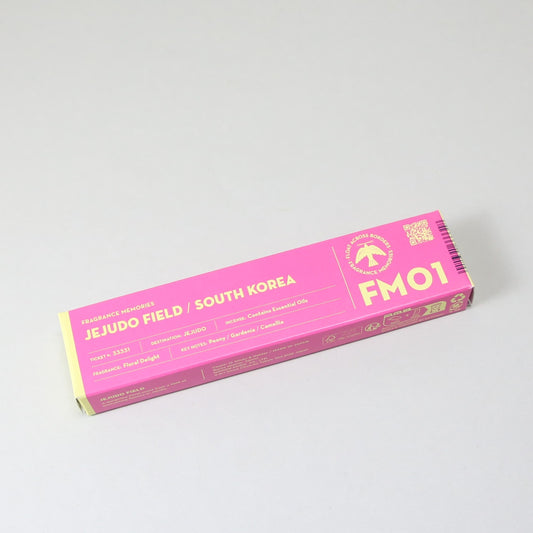 FRAGRANCE MEMORIES
JEJUDO FIELD / SOUTH KOREA
TICKET #: 33331
DESTINATION: JEJUDO
INCENSE: Contains Essential Oils
FRAGRANCE: Floral Delight
KEY NOTES: Peony / Gardenia / Camellia
FLOAT ACROSS BORDERS
FRAGRANCE MEMORIES
FM01
JEJUDO FIELD